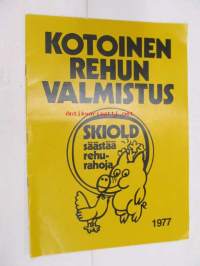 KOTOINEN
REHUN
VALMISTUS
SKIOLD
säästää
rehu-
rahoja
1977